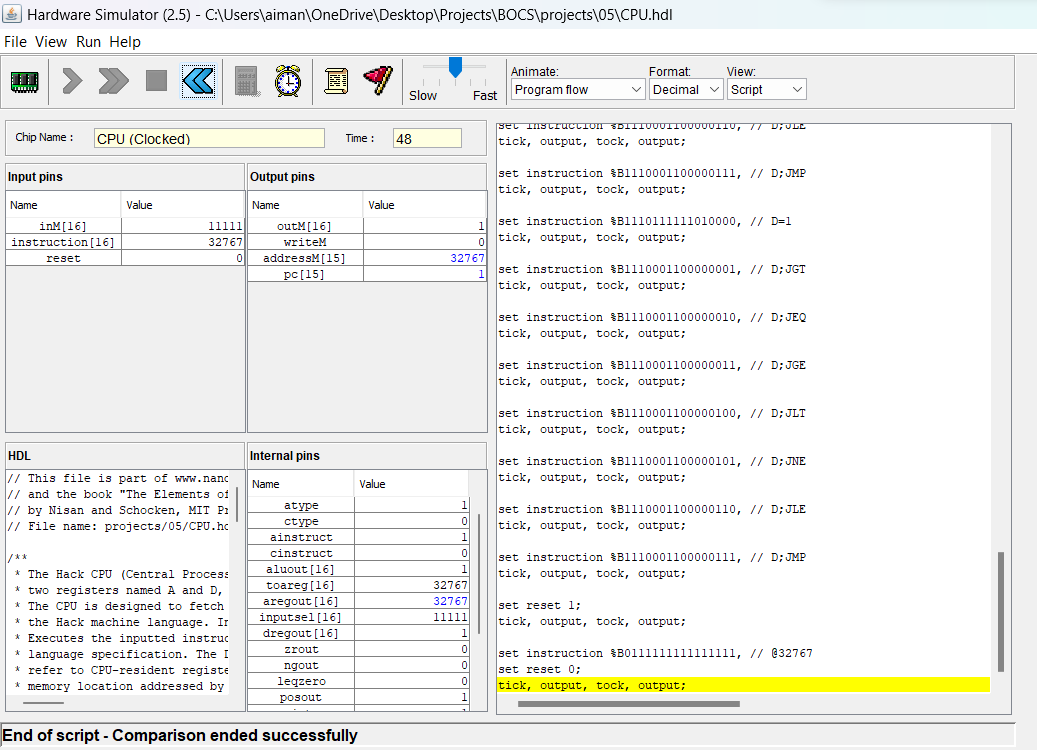 Hardware Simulator (2.5) - C:\Users\aiman\OneDrive\Desktop\Projects\BOCS\projects\05\CPU.hdl
File View Run Help
Slow Fast
Animate: Format: View:
Program flow Decimal Script
Chip Name : CPU (Clocked) Time : 48
Input pins
Name Value
inM[16] 11111
instruction[16] 32767
reset 0
Output pins
Name Value
outM[16] 1
writeM 0
addressM[15] 32767
pc[15] 1
HDL
// This file is part of www.nand
// and the book "The Elements of
// by Nisan and Schocken, MIT Pr
// File name: projects/05/CPU.hd
/**
* The Hack CPU (Central Process
* two registers named A and D,
* The CPU is designed to fetch
* the Hack machine language. In
* Executes the inputted instruc
* language specification. The D
* refer to CPU-resident registe
* memory location addressed by
Internal pins
Name Value
atype 1
ctype 0
ainstruct 1
cinstruct 0
aluout[16] 1
toareg[16] 32767
aregout[16] 32767
inputsel[16] 11111
dregout[16] 1
zrout 0
ngout 0
leqzero 0
posout 1
set instruction %B1110001100000110, // D;JLE
tick, output, tock, output;
set instruction %B1110001100000111, // D;JMP
tick, output, tock, output;
set instruction %B1110111111010000, // D=1
tick, output, tock, output;
set instruction %B1110001100000001, // D;JGT
tick, output, tock, output;
set instruction %B1110001100000010, // D;JEQ
tick, output, tock, output;
set instruction %B1110001100000011, // D;JGE
tick, output, tock, output;
set instruction %B1110001100000100, // D;JLT
tick, output, tock, output;
set instruction %B1110001100000101, // D;JNE
tick, output, tock, output;
set instruction %B1110001100000110, // D;JLE
tick, output, tock, output;
set instruction %B1110001100000111, // D;JMP
tick, output, tock, output;
set reset 1;
tick, output, tock, output;
set instruction %B0111111111111111, // @32767
set reset 0;
tick, output, tock, output;
End of script - Comparison ended successfully